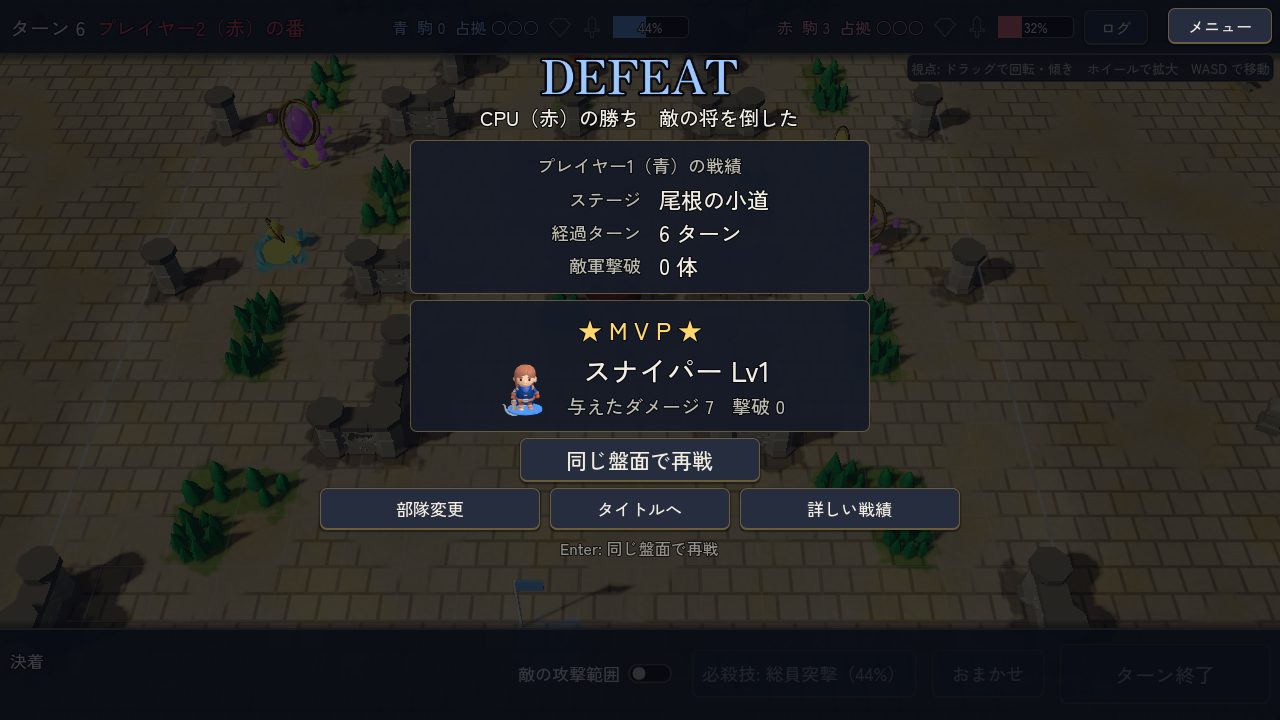 ターン 6 プレイヤー2（赤）の番 青 駒 0 占拠 〇〇〇 44% 赤 駒 3 占拠 〇〇〇 32% ログ メニュー
視点: ドラッグで回転・傾き ホイールで拡大 WASD で移動
DEFEAT
CPU（赤）の勝ち 敵の将を倒した
プレイヤー1（青）の戦績
ステージ 尾根の小道
経過ターン 6 ターン
敵軍撃破 0 体
★ M V P ★
スナイパー Lv1
与えたダメージ 7 撃破 0
同じ盤面で再戦
部隊変更 タイトルへ 詳しい戦績
Enter: 同じ盤面で再戦
決着
敵の攻撃範囲 必殺技: 総員突撃（44%） おまかせ ターン終了